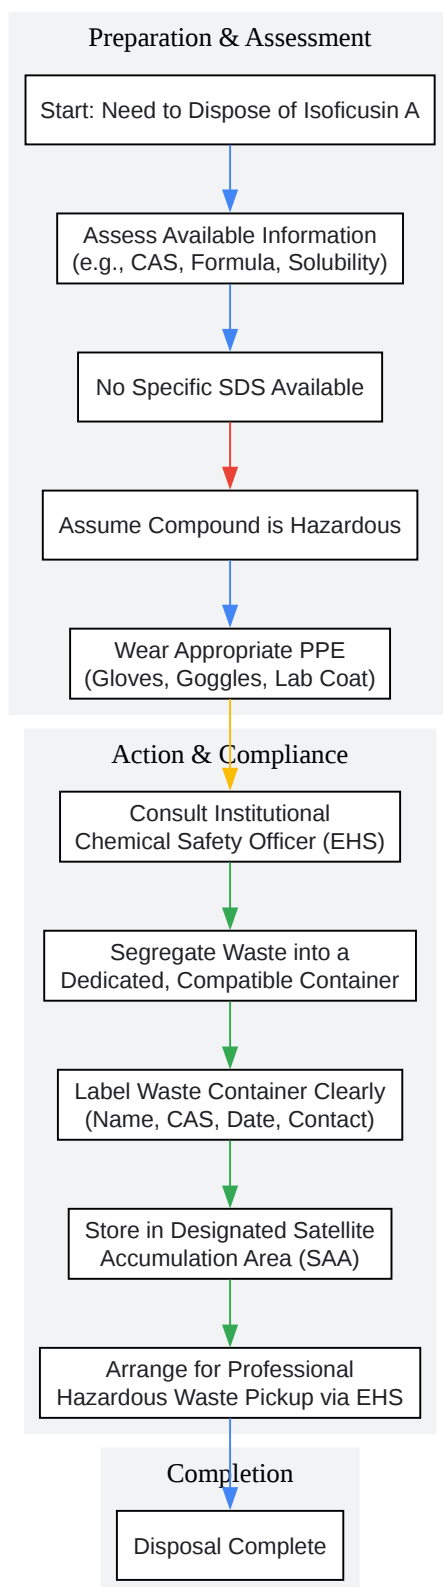 Preparation & Assessment
Start: Need to Dispose of Isoficusin A
Assess Available Information
(e.g., CAS, Formula, Solubility)
No Specific SDS Available
Assume Compound is Hazardous
Wear Appropriate PPE
(Gloves, Goggles, Lab Coat)
Action & Compliance
Consult Institutional
Chemical Safety Officer (EHS)
Segregate Waste into a
Dedicated, Compatible Container
Label Waste Container Clearly
(Name, CAS, Date, Contact)
Store in Designated Satellite
Accumulation Area (SAA)
Arrange for Professional
Hazardous Waste Pickup via EHS
Completion
Disposal Complete